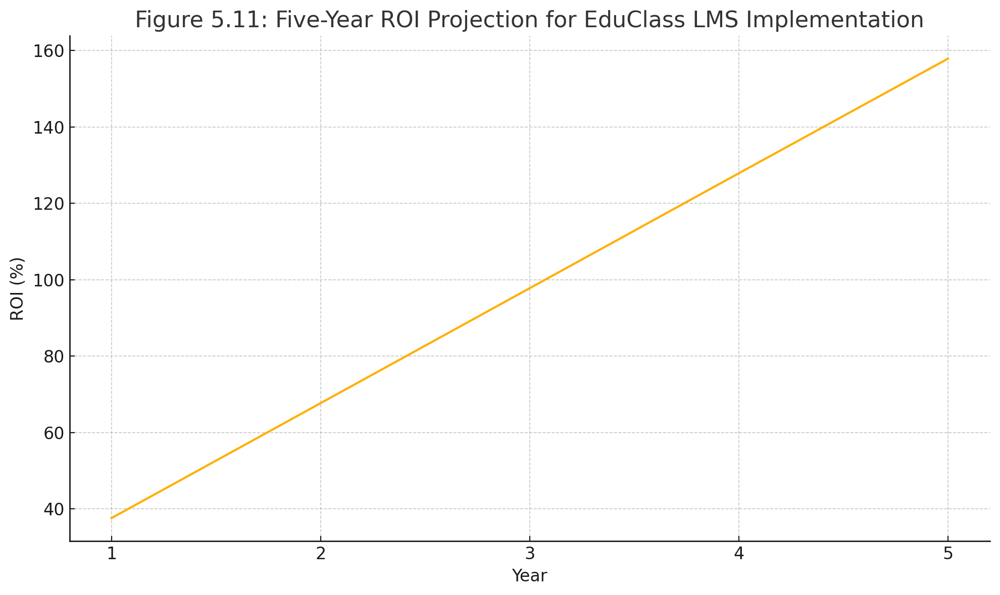 Figure 5.11: Five-Year ROI Projection for EduClass LMS Implementation
160
140
120
100
80
60
40
ROI (%)
1 2 3 4 5
Year